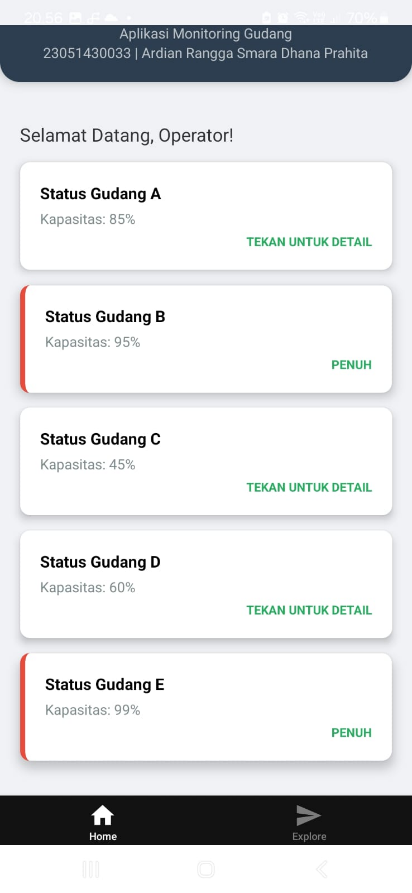 20.56
70%
Aplikasi Monitoring Gudang
23051430033 | Ardian Rangga Smara Dhana Prahita
Selamat Datang, Operator!
Status Gudang A
Kapasitas: 85%
TEKAN UNTUK DETAIL
Status Gudang B
Kapasitas: 95%
PENUH
Status Gudang C
Kapasitas: 45%
TEKAN UNTUK DETAIL
Status Gudang D
Kapasitas: 60%
TEKAN UNTUK DETAIL
Status Gudang E
Kapasitas: 99%
PENUH
Home
Explore